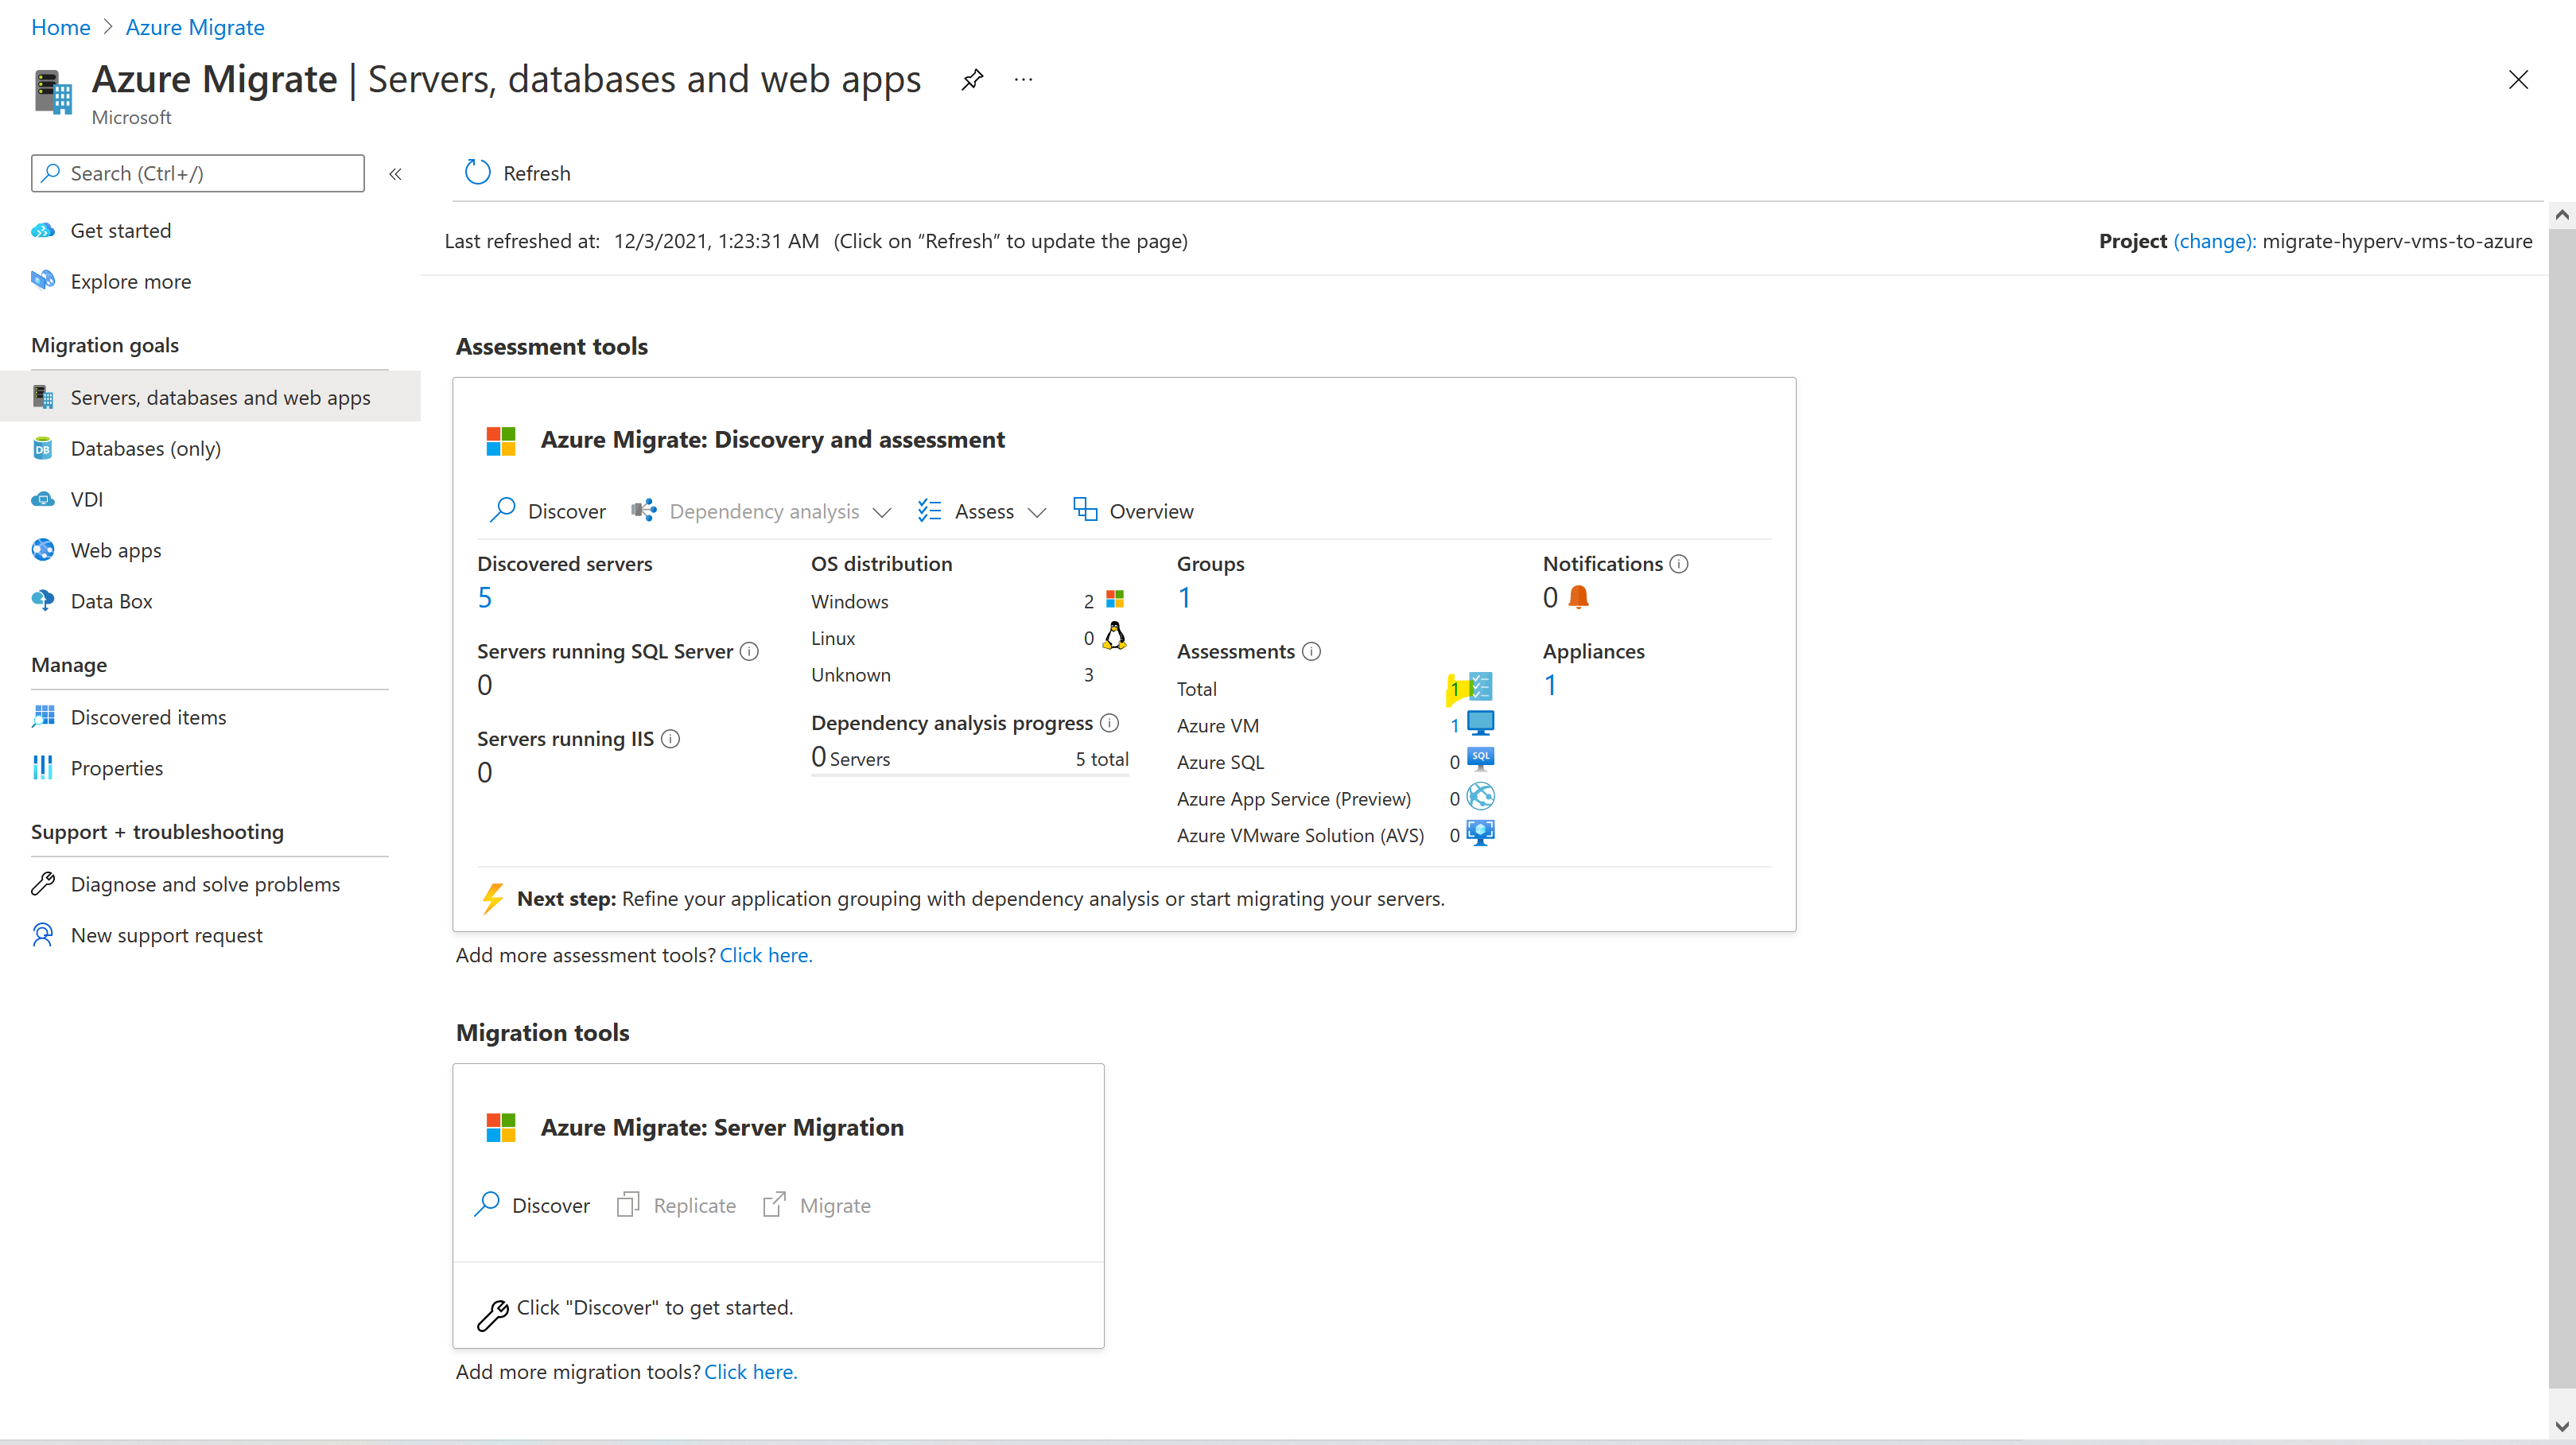 Home > Azure Migrate
Azure Migrate | Servers, databases and web apps
Microsoft
Search (Ctrl+/)
Get started
Explore more
Migration goals
Servers, databases and web apps
Databases (only)
VDI
Web apps
Data Box
Manage
Discovered items
Properties
Support + troubleshooting
Diagnose and solve problems
New support request
Refresh
Last refreshed at: 12/3/2021, 1:23:31 AM (Click on “Refresh” to update the page)
Project (change): migrate-hyperv-vms-to-azure
Assessment tools
Azure Migrate: Discovery and assessment
Discover Dependency analysis Assess Overview
Discovered servers
5
Servers running SQL Server
0
Servers running IIS
0
OS distribution
Windows 2
Linux 0
Unknown 3
Dependency analysis progress
0 Servers 5 total
Groups
1
Assessments
Total 1
Azure VM 1
Azure SQL 0 SQL
Azure App Service (Preview) 0
Azure VMware Solution (AVS) 0
Notifications
0
Appliances
1
Next step: Refine your application grouping with dependency analysis or start migrating your servers.
Add more assessment tools? Click here.
Migration tools
Azure Migrate: Server Migration
Discover Replicate Migrate
Click "Discover" to get started.
Add more migration tools? Click here.